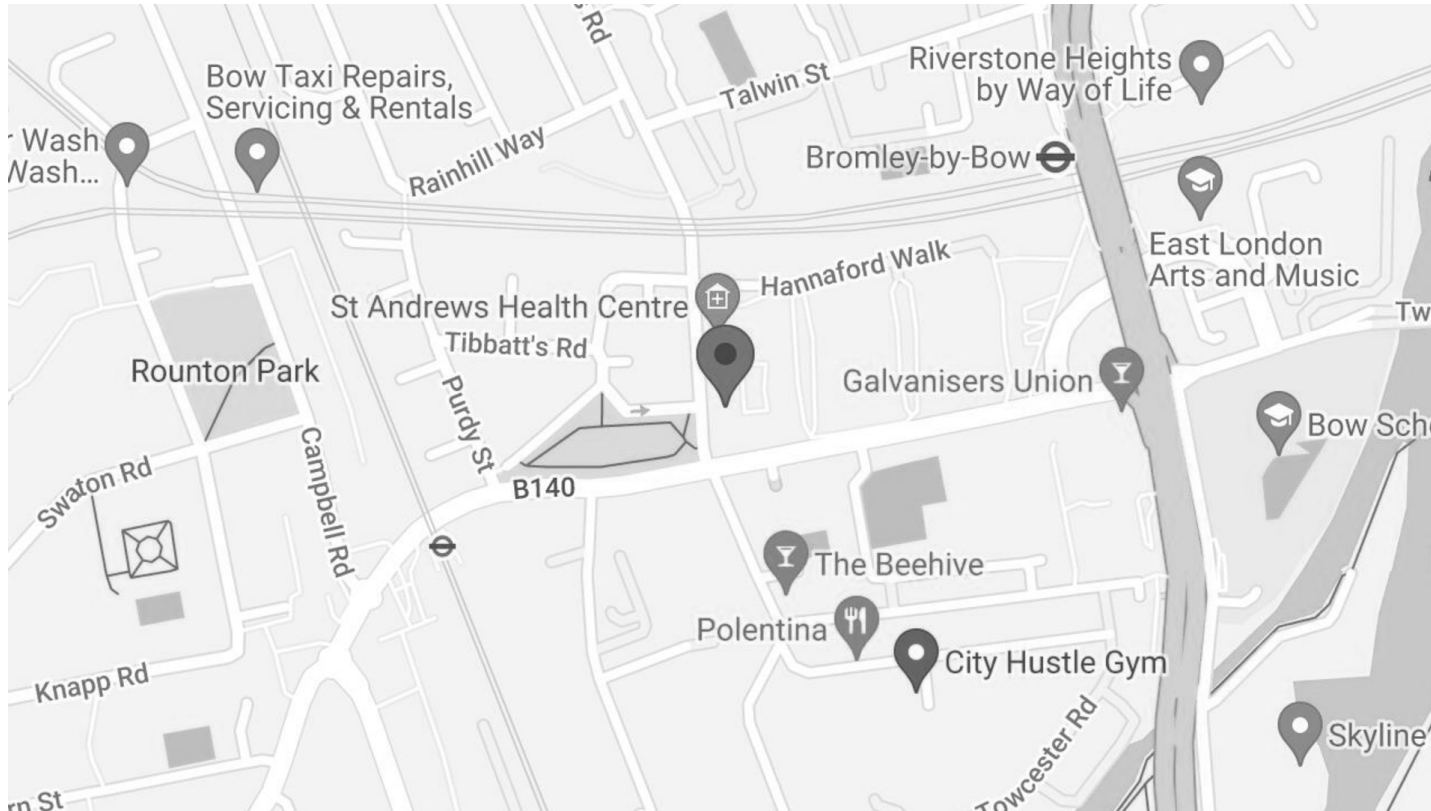 Rd
Bow Taxi Repairs,
Servicing & Rentals
Talwin St
Riverstone Heights
by Way of Life
Wash
Wash...
Rainhill Way
Bromley-by-Bow
East London
Arts and Music
Hannaford Walk
St Andrews Health Centre
Tw
Tibbatt's Rd
Rounton Park
Galvanisers Union
Purdy St
Bow Sch
Campbell Rd
Swaton Rd
B140
The Beehive
Polentina
City Hustle Gym
Knapp Rd
Towcester Rd
Skyline
rn St